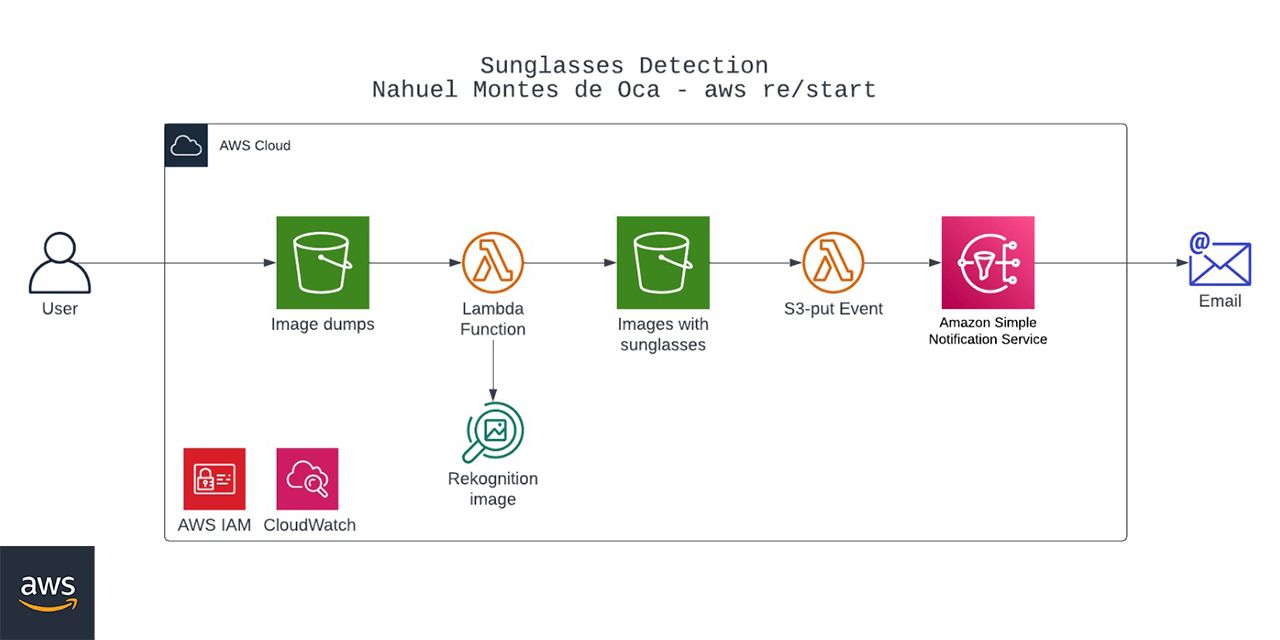 Sunglasses Detection
Nahuel Montes de Oca - aws re/start
AWS Cloud
User
Image dumps
Lambda
Function
Images with
sunglasses
S3-put Event
Amazon Simple
Notification Service
@
Email
Rekognition
image
AWS IAM
CloudWatch
aws